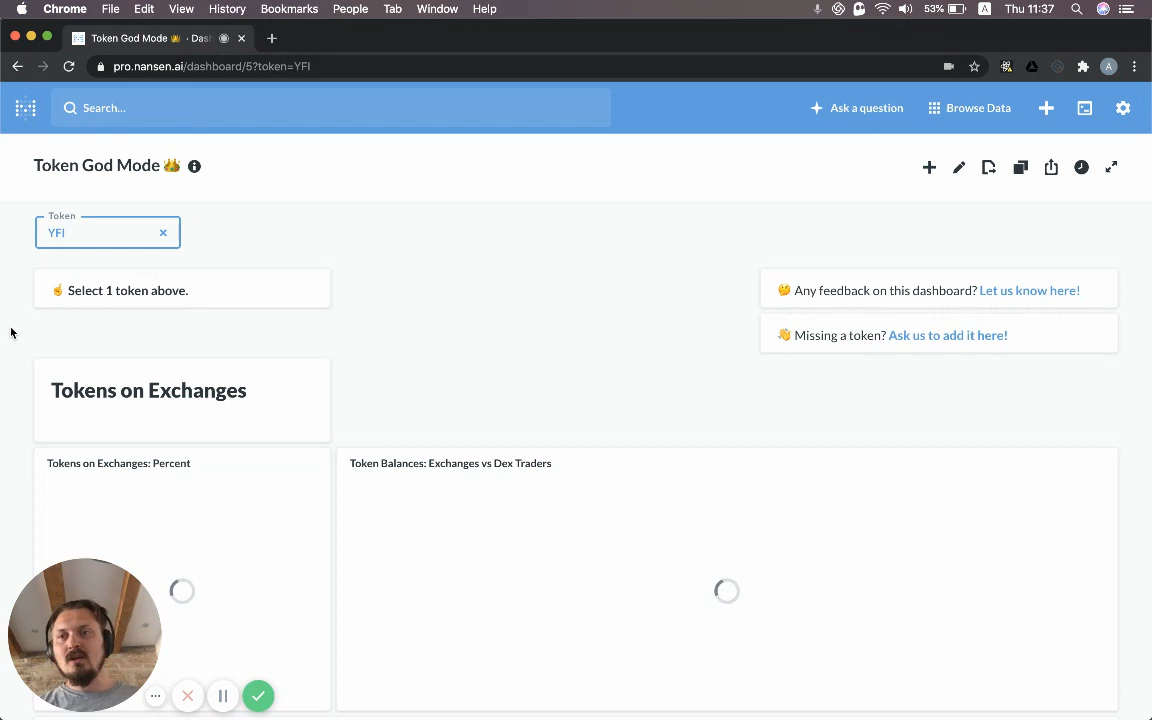 Chrome File Edit View History Bookmarks People Tab Window Help 53% A Thu 11:37
Token God Mode 👑 · Das
pro.nansen.ai/dashboard/5?token=YFI A
Search... Ask a question Browse Data
Token God Mode
Token
YFI
☝ Select 1 token above.
🤔 Any feedback on this dashboard? Let us know here!
👋 Missing a token? Ask us to add it here!
Tokens on Exchanges
Tokens on Exchanges: Percent
Token Balances: Exchanges vs Dex Traders